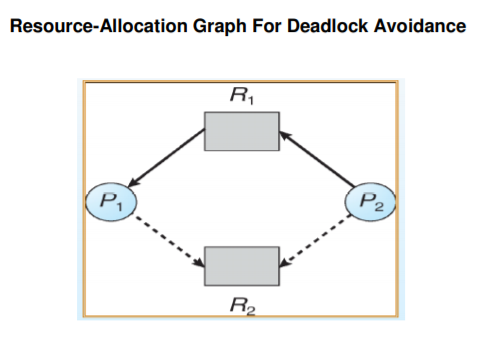 Resource-Allocation Graph For Deadlock Avoidance
R₁
P₁ P₂
R₂